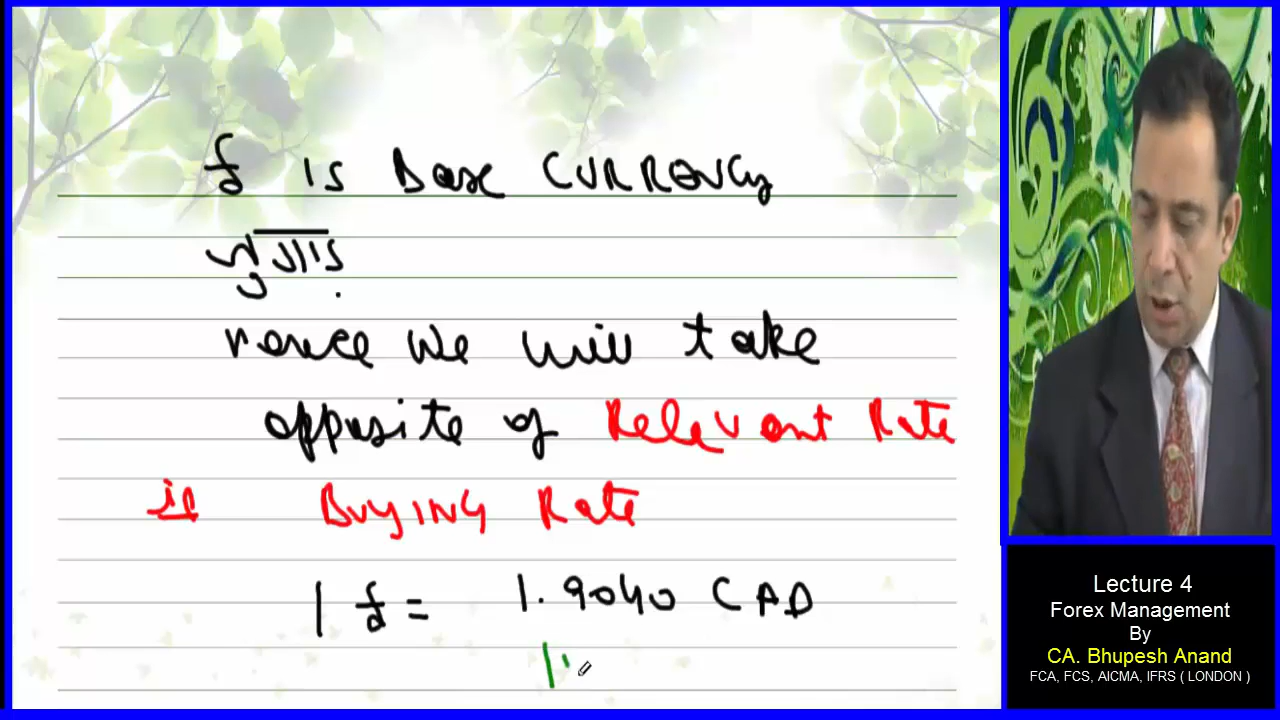 £ is Base CURRENCY
hence we will take
opposite of Relevant Rate
ie Buying Rate
1 £ = 1.9040 CAD
Lecture 4
Forex Management
By
CA. Bhupesh Anand
FCA, FCS, AICMA, IFRS ( LONDON )